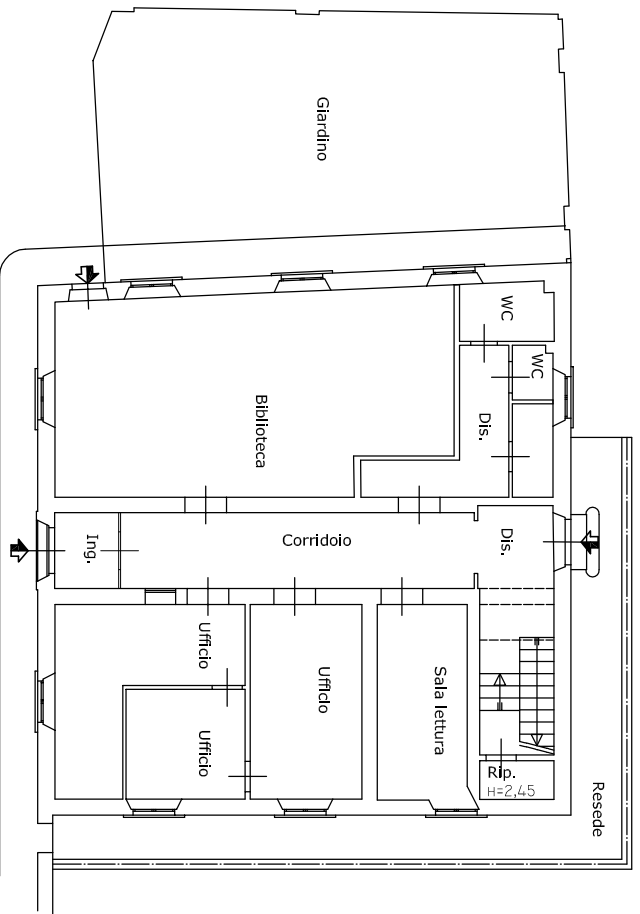 Giardino
WC
WC
Dis.
Biblioteca
Ing.
Corridoio
Dis.
Ufficio
Ufficio
Ufficio
Sala lettura
Rip.
H=2,45
Resede